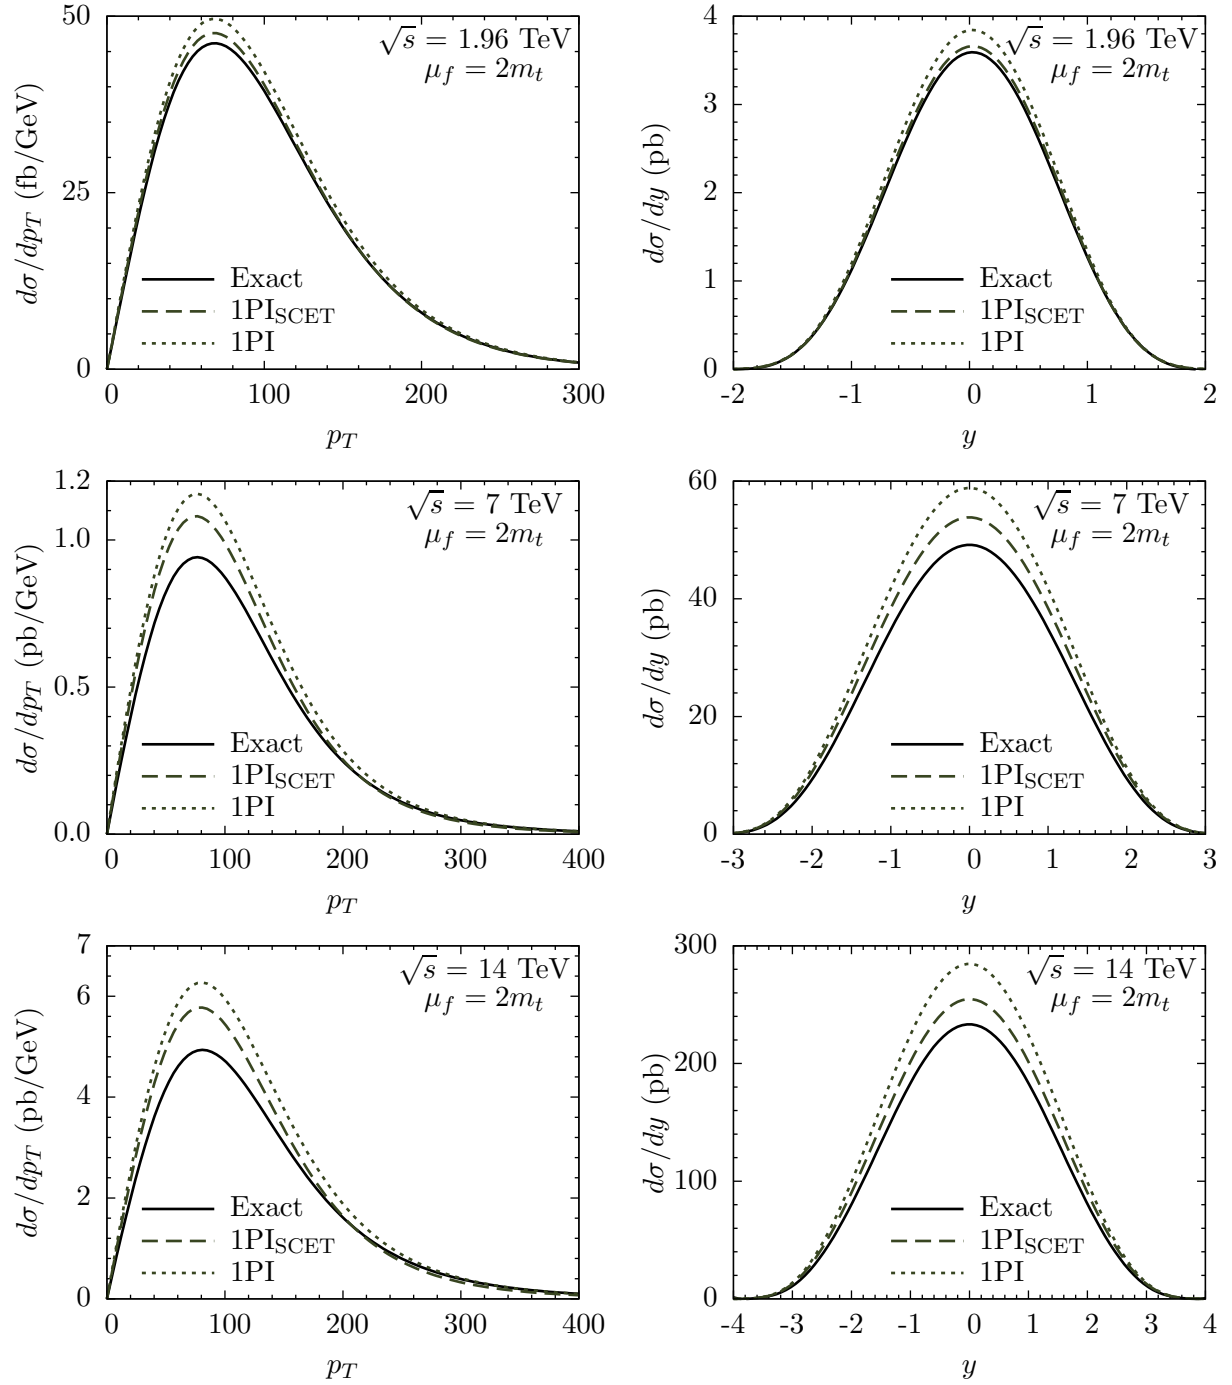 50
25
0
dσ/dp_T (fb/GeV)
√s = 1.96 TeV
μ_f = 2m_t
Exact
1PI_SCET
1PI
0 100 200 300
p_T
4
3
2
1
0
dσ/dy (pb)
√s = 1.96 TeV
μ_f = 2m_t
Exact
1PI_SCET
1PI
-2 -1 0 1 2
y
1.2
1.0
0.5
0.0
dσ/dp_T (pb/GeV)
√s = 7 TeV
μ_f = 2m_t
Exact
1PI_SCET
1PI
0 100 200 300 400
p_T
60
40
20
0
dσ/dy (pb)
√s = 7 TeV
μ_f = 2m_t
Exact
1PI_SCET
1PI
-3 -2 -1 0 1 2 3
y
7
6
4
2
0
dσ/dp_T (pb/GeV)
√s = 14 TeV
μ_f = 2m_t
Exact
1PI_SCET
1PI
0 100 200 300 400
p_T
300
200
100
0
dσ/dy (pb)
√s = 14 TeV
μ_f = 2m_t
Exact
1PI_SCET
1PI
-4 -3 -2 -1 0 1 2 3 4
y